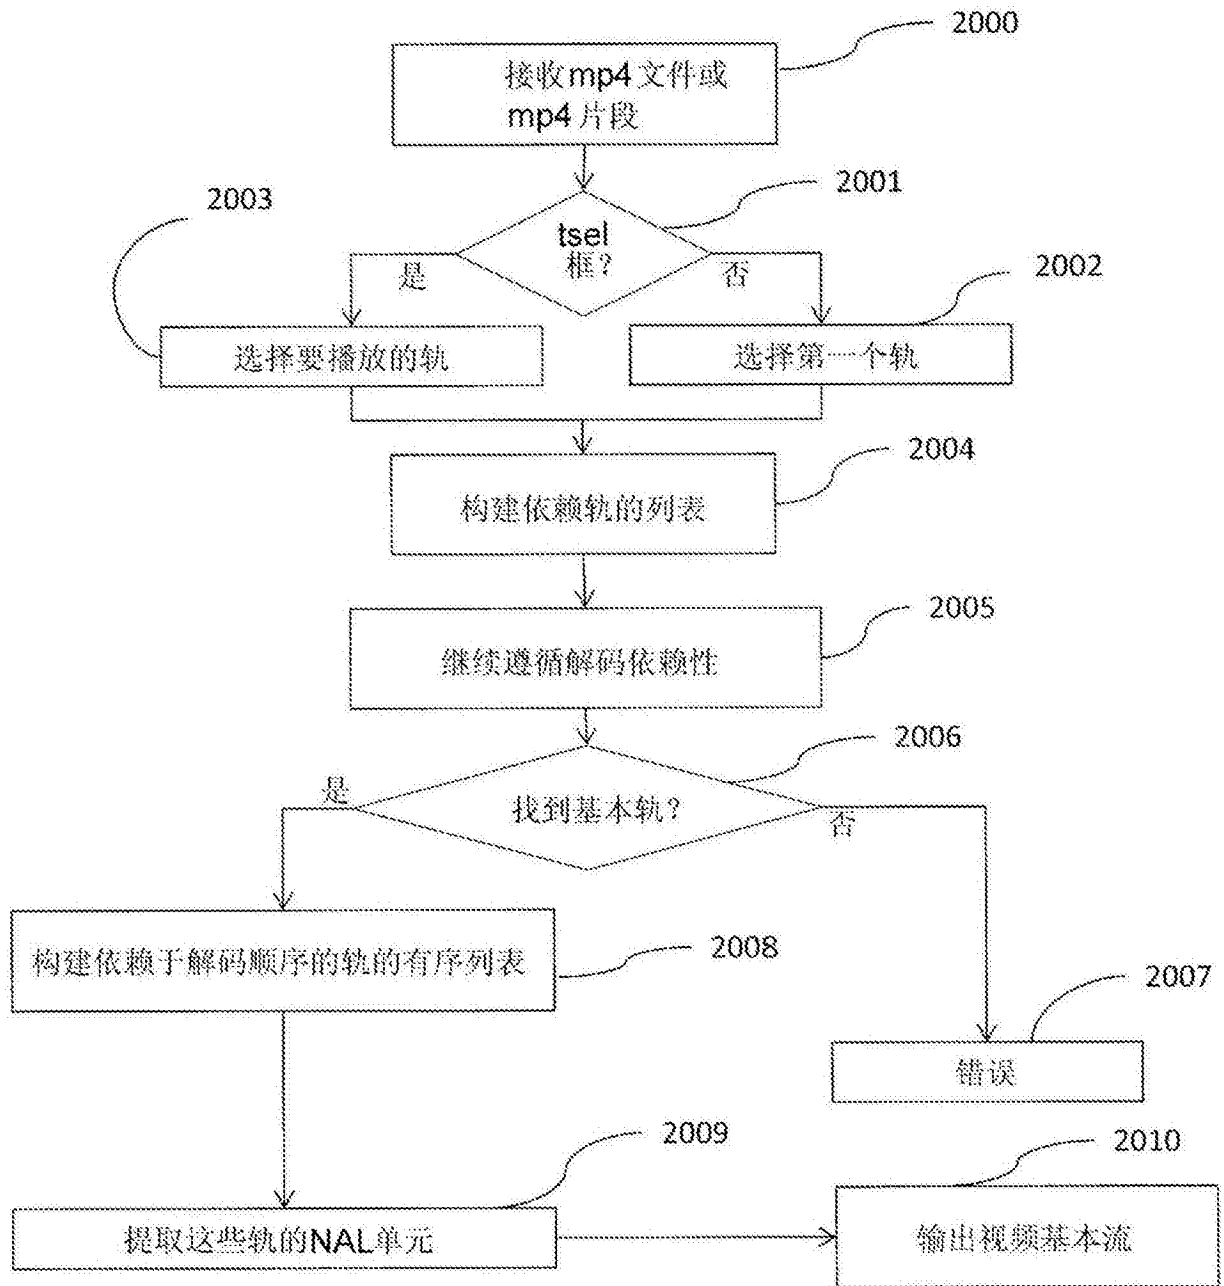 2000
接收mp4文件或
mp4片段
2001
tsel
框?
2003
是
否
2002
选择要播放的轨
选择第一个轨
2004
构建依赖轨的列表
2005
继续遵循解码依赖性
2006
是
找到基本轨?
否
构建依赖于解码顺序的轨的有序列表
2008
2007
错误
2009
2010
提取这些轨的NAL单元
输出视频基本流